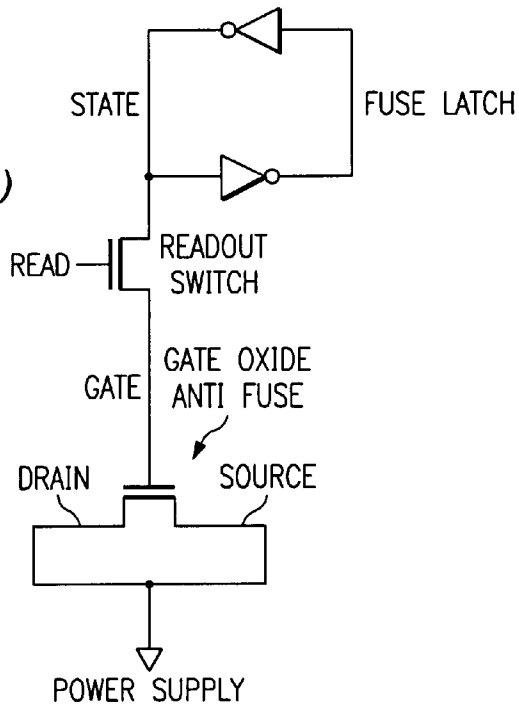 STATE
FUSE LATCH
)
READ
READOUT
SWITCH
GATE
GATE OXIDE
ANTI FUSE
DRAIN
SOURCE
POWER SUPPLY